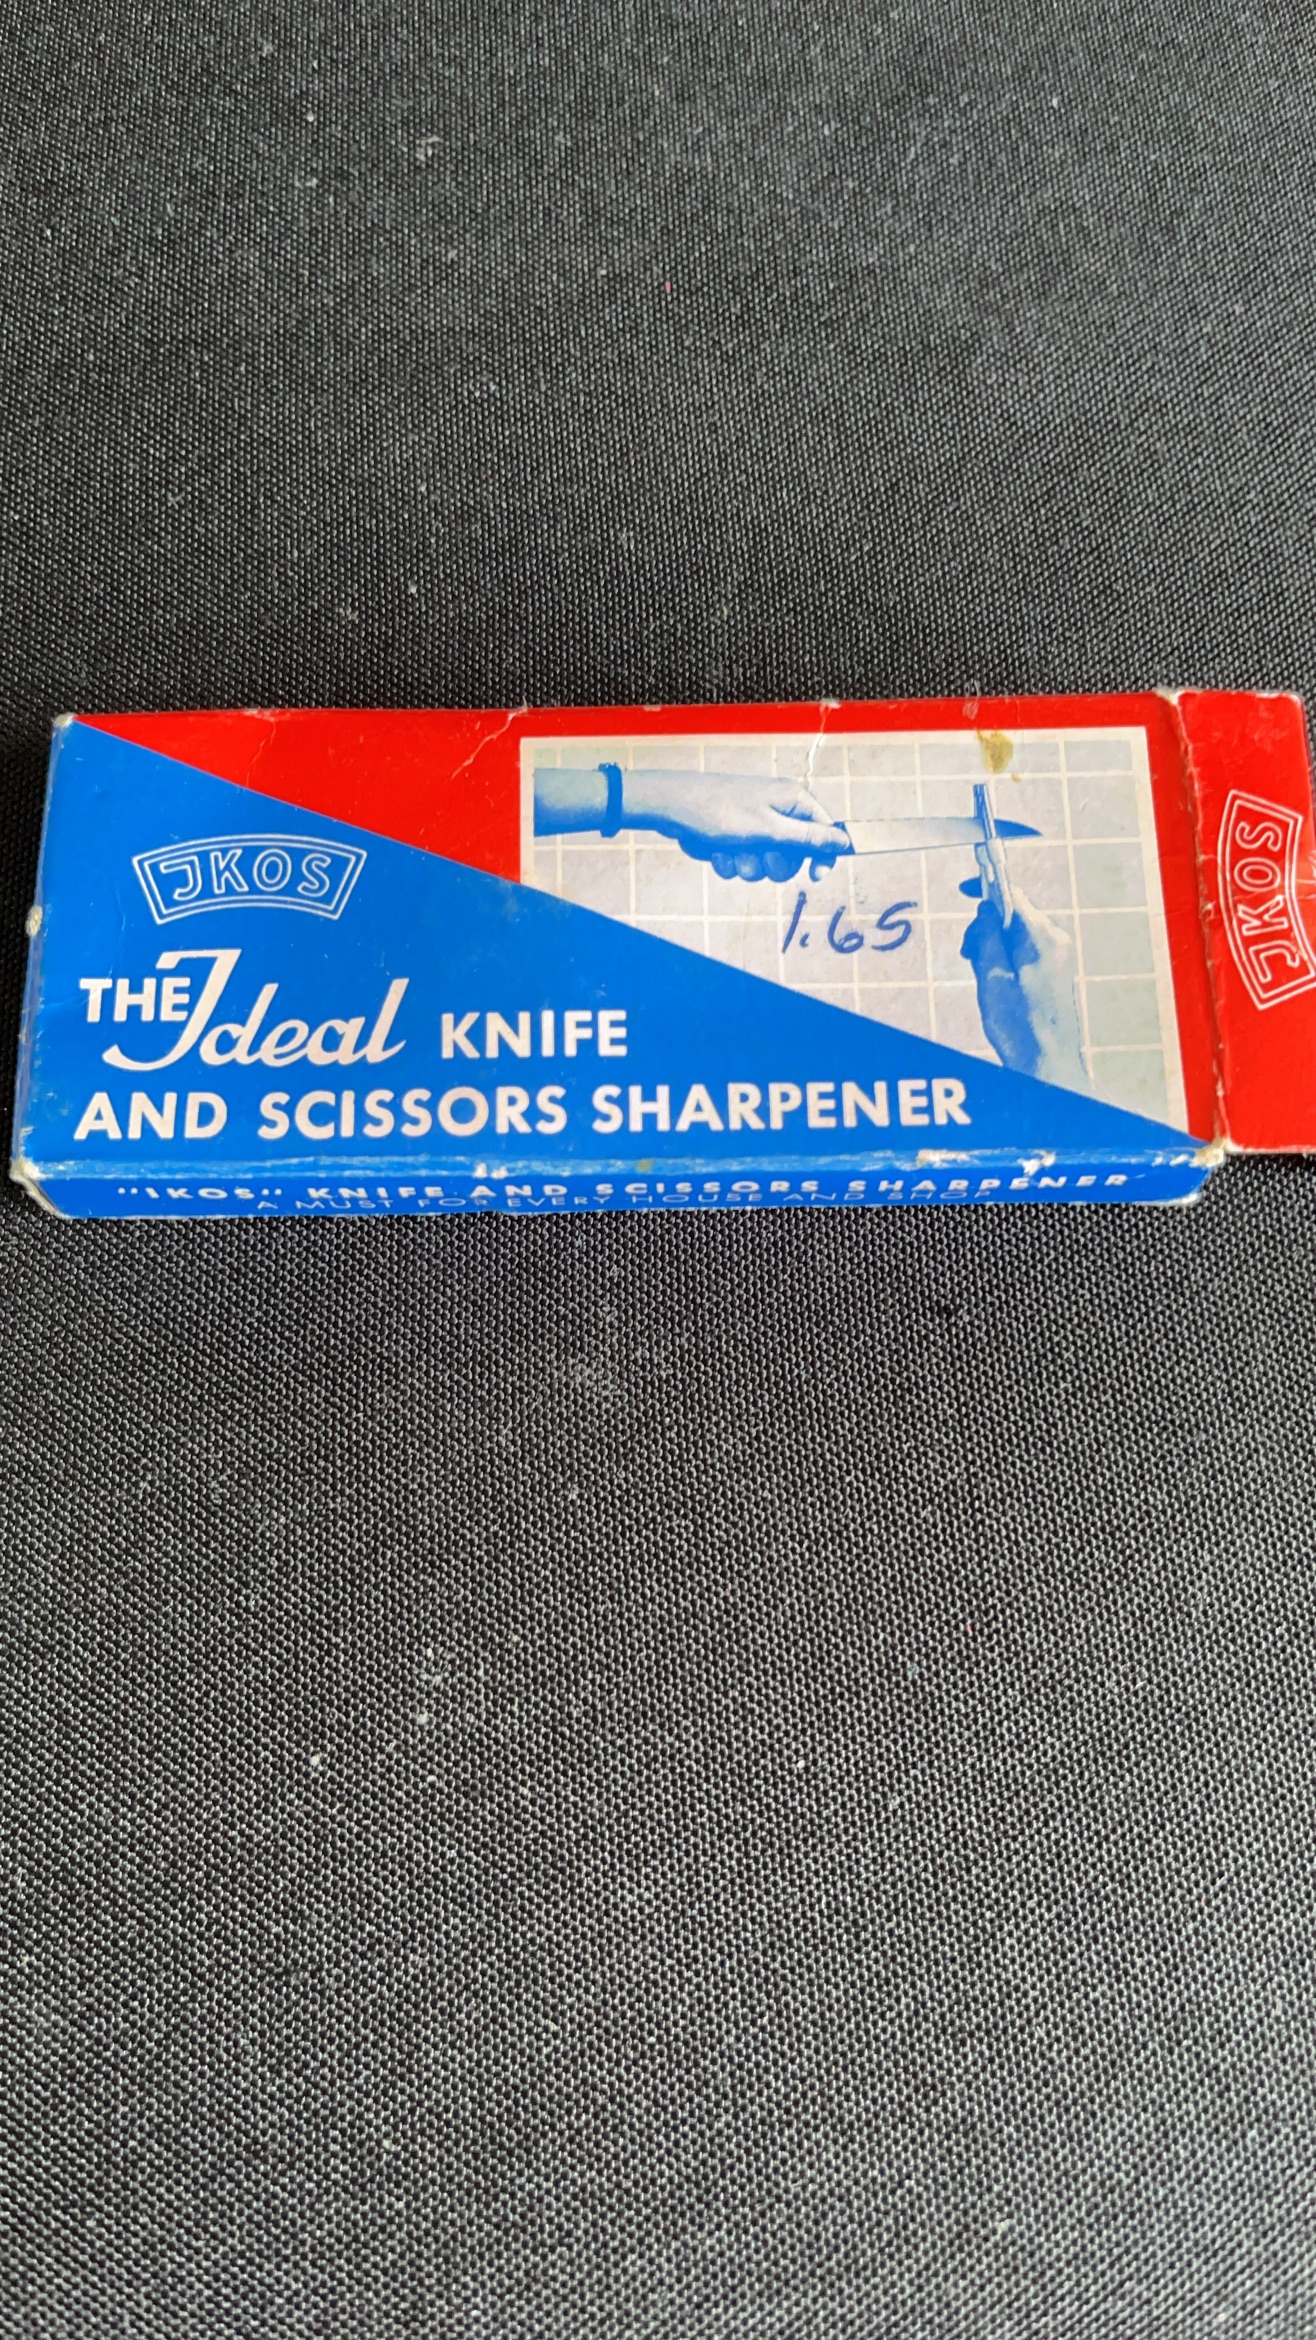 JKOS
THE Ideal KNIFE
AND SCISSORS SHARPENER
1.65
"IKOS" KNIFE AND SCISSORS SHARPENER
A MUST FOR EVERY HOUSE AND SHOP
JKOS